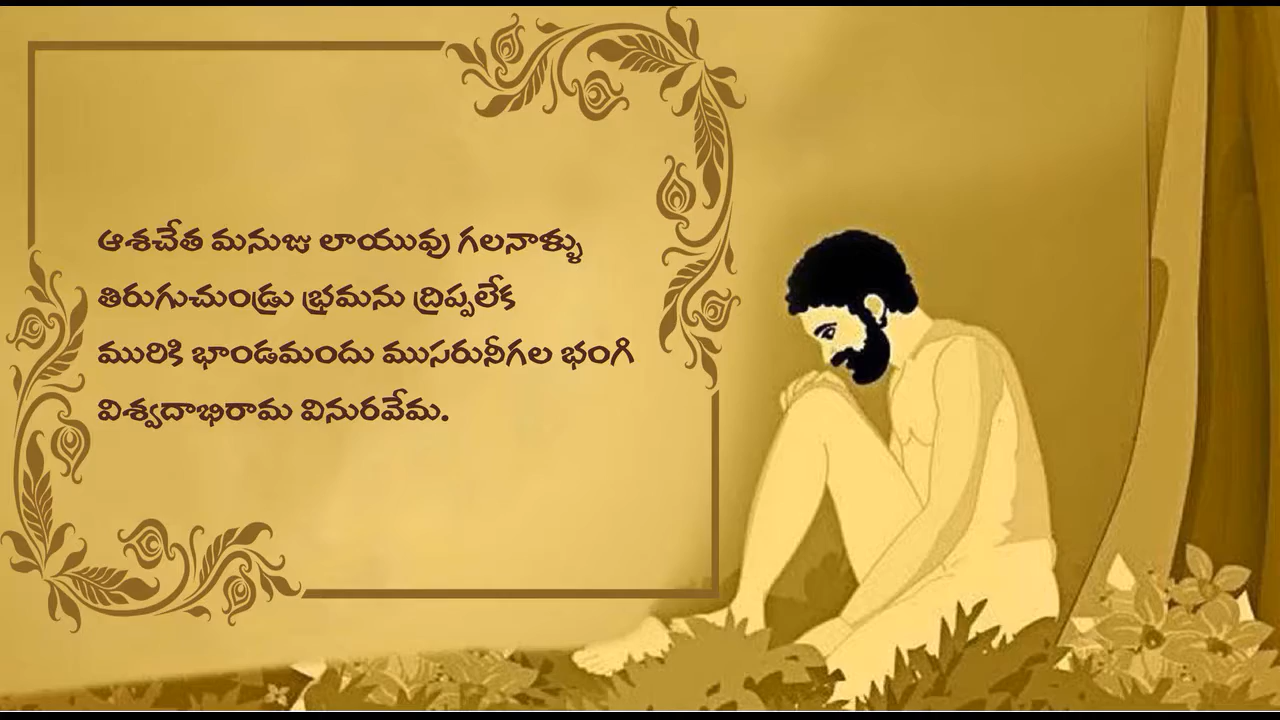 ఆశచేత మనుజు లాయువు గలనాళ్ళు
తిరుగుచుండ్రు భ్రమను ద్రిప్పలేక
మురికి భాండమందు ముసరునీగల భంగి
విశ్వదాభిరామ వినురవేమ.